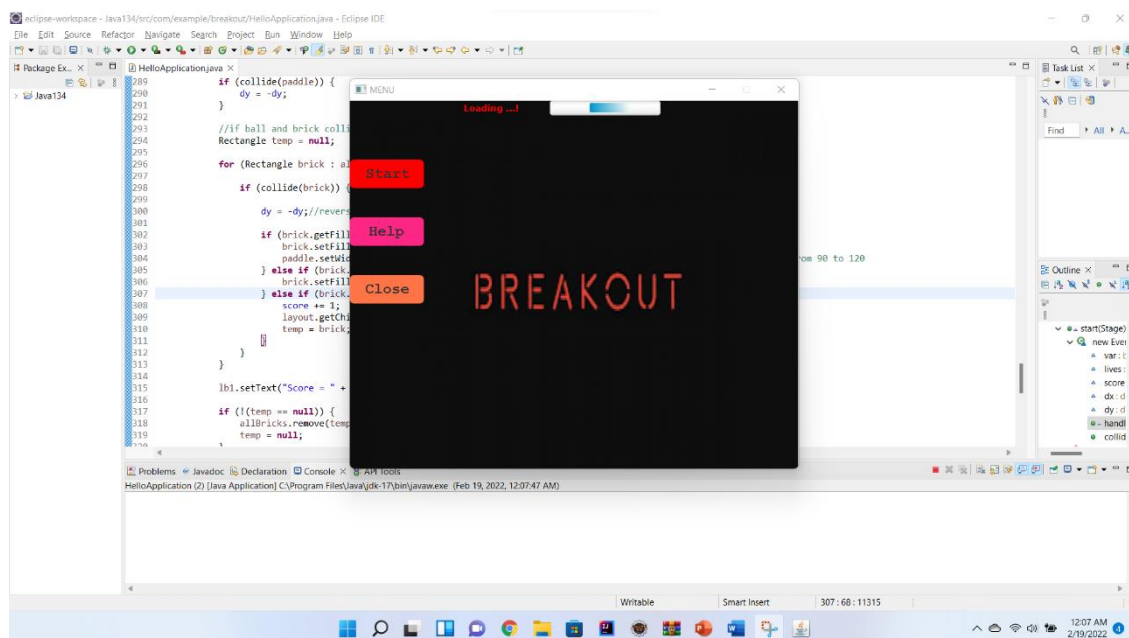 eclipse-workspace - Java134/src/com/example/breakout/HelloApplication.java - Eclipse IDE
File Edit Source Refactor Navigate Search Project Run Window Help
Package Ex...
HelloApplication.java
Task List
Java134
289 if (collide(paddle)) {
290 dy = -dy;
291 }
292
293 //if ball and brick colli
294 Rectangle temp = null;
295
296 for (Rectangle brick : al
297
298 if (collide(brick)) {
299
300 dy = -dy;//revers
301
302 if (brick.getFill
303 brick.setFill
304 paddle.setWid
305 } else if (brick.
306 brick.setFill
307 } else if (brick.
308 score += 1;
309 layout.getChi
310 temp = brick;
311 }
312 }
313 }
314
315 lb1.setText("Score = " +
316
317 if (!(temp == null)) {
318 allBricks.remove(temp
319 temp = null;
rom 90 to 120
MENU
Loading ...!
Start
Help
Close
BREAKOUT
Find All A...
Outline
start(Stage)
new Ever
var :
lives :
score
dx : d
dy : d
handl
collid
Problems Javadoc Declaration Console API Tools
HelloApplication (2) [Java Application] C:\Program Files\Java\jdk-17\bin\javaw.exe (Feb 19, 2022, 12:07:47 AM)
Writable Smart Insert 307 : 68 : 11315
12:07 AM
2/19/2022
4